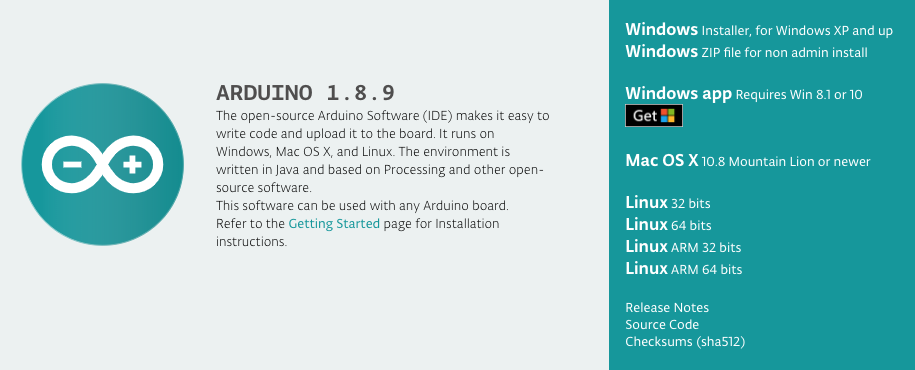 ARDUINO 1.8.9
The open-source Arduino Software (IDE) makes it easy to
write code and upload it to the board. It runs on
Windows, Mac OS X, and Linux. The environment is
written in Java and based on Processing and other open-
source software.
This software can be used with any Arduino board.
Refer to the Getting Started page for Installation
instructions.
Windows Installer, for Windows XP and up
Windows ZIP file for non admin install
Windows app Requires Win 8.1 or 10
Get
Mac OS X 10.8 Mountain Lion or newer
Linux 32 bits
Linux 64 bits
Linux ARM 32 bits
Linux ARM 64 bits
Release Notes
Source Code
Checksums (sha512)